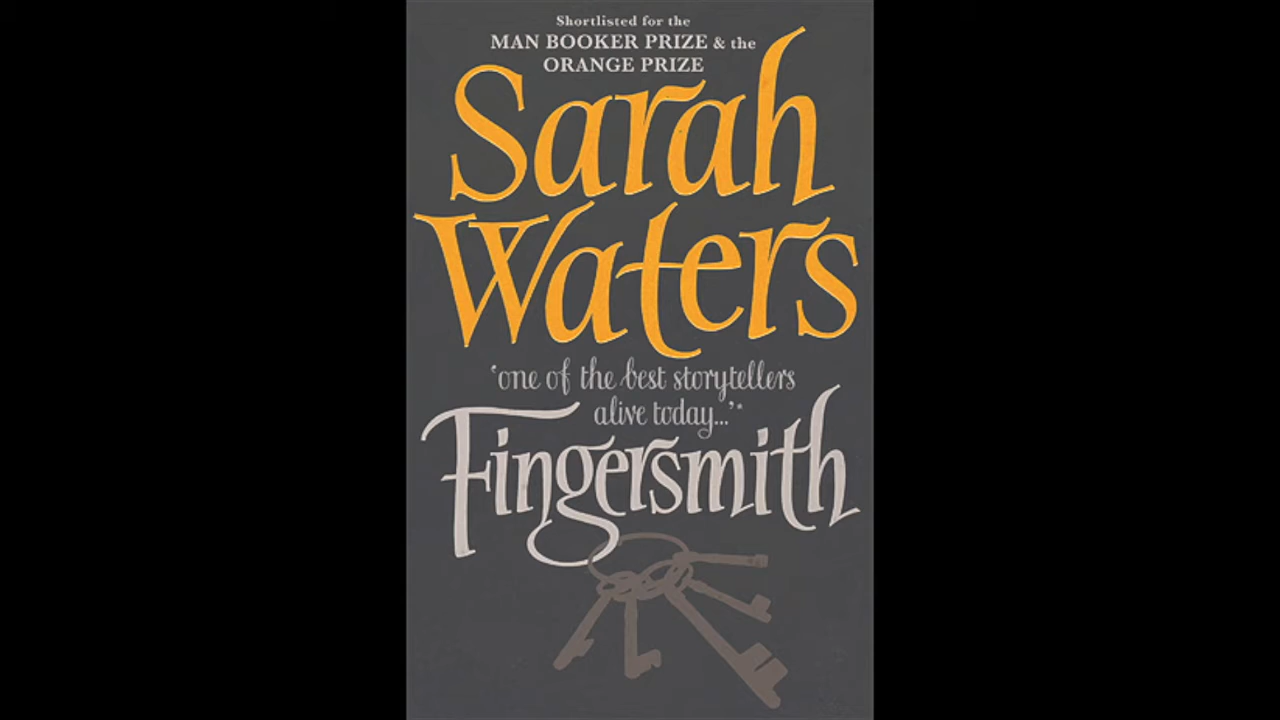 Shortlisted for the
MAN BOOKER PRIZE & the
ORANGE PRIZE
Sarah
Waters
'one of the best storytellers
alive today...'*
Fingersmith